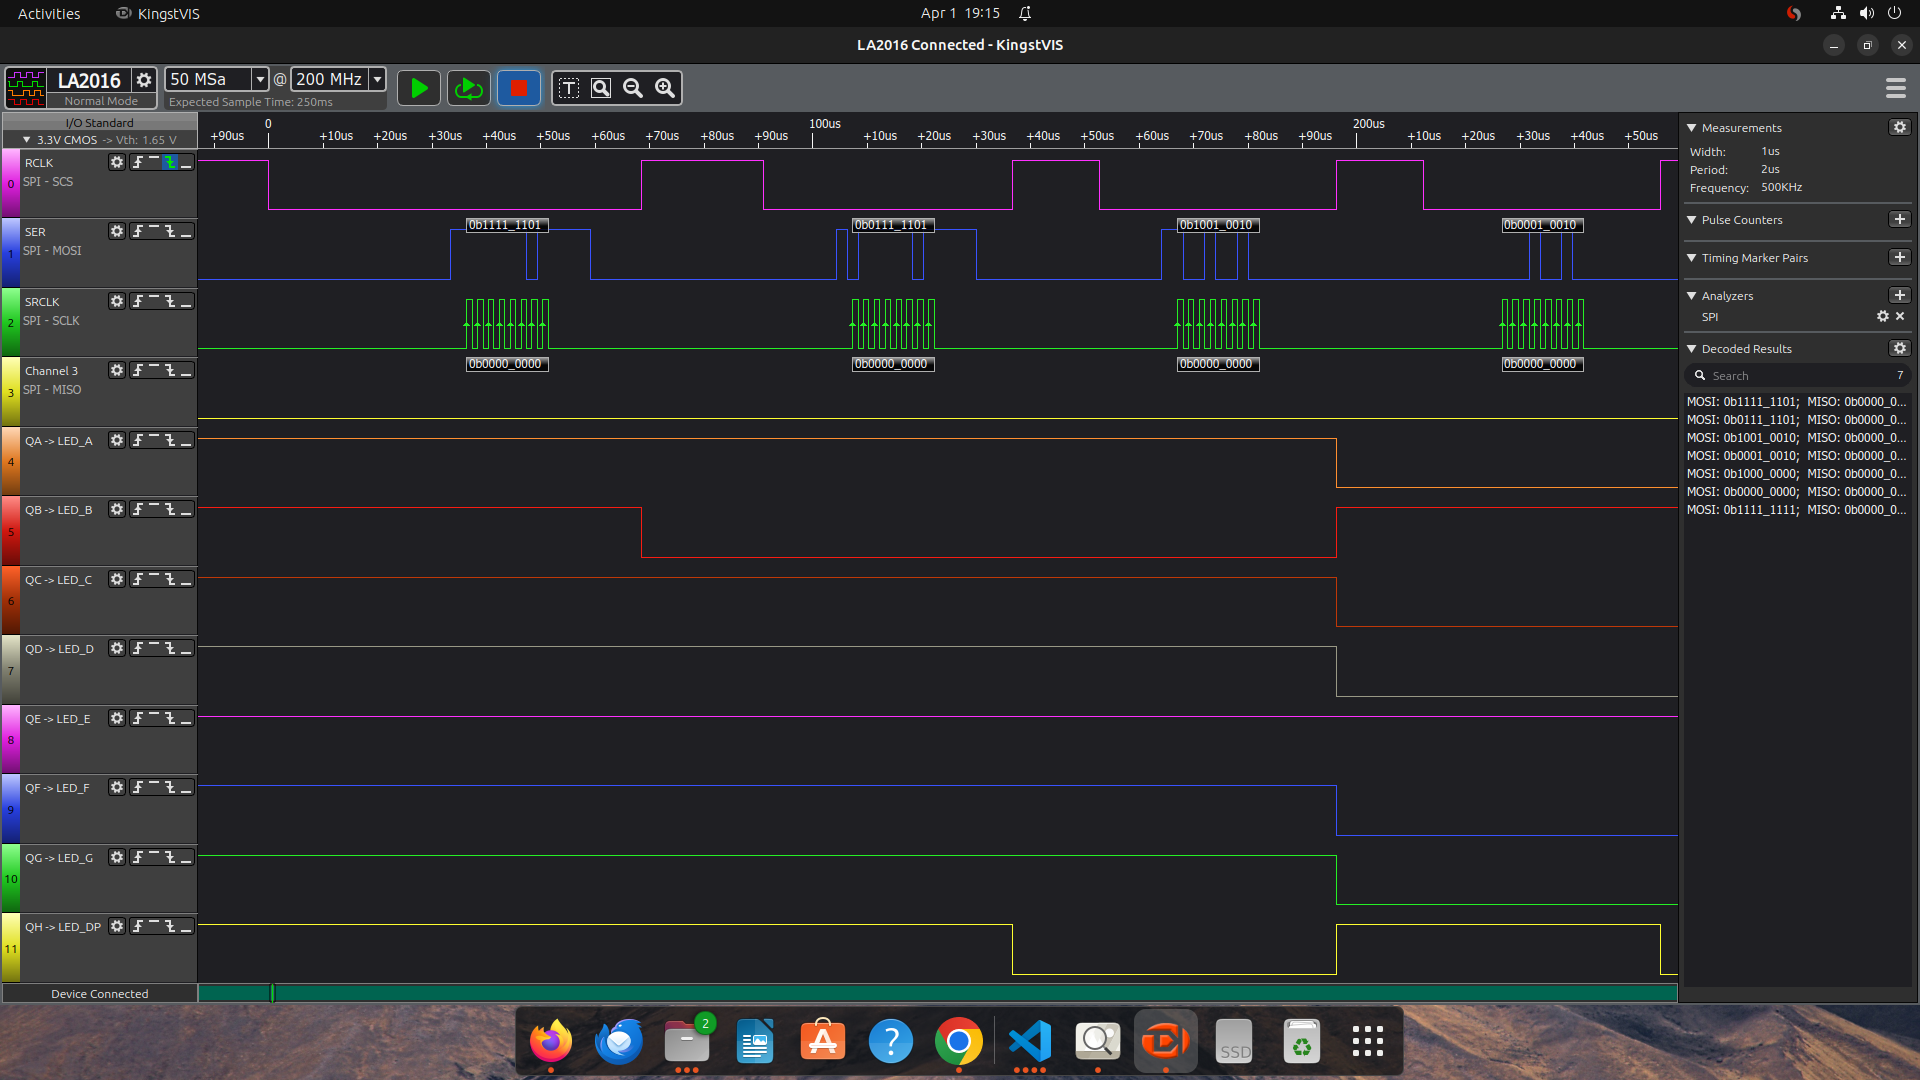 Activities KingstVIS Apr 1 19:15
LA2016 Connected - KingstVIS
LA2016 50 MSa @ 200 MHz
Normal Mode Expected Sample Time: 250ms
I/O Standard
3.3V CMOS -> Vth: 1.65 V
0 100us 200us
+90us +10us +20us +30us +40us +50us +60us +70us +80us +90us +10us +20us +30us +40us +50us +60us +70us +80us +90us +10us +20us +30us +40us +50us
0 RCLK
SPI - SCS
1 SER
SPI - MOSI
0b1111_1101 0b0111_1101 0b1001_0010 0b0001_0010
2 SRCLK
SPI - SCLK
0b0000_0000 0b0000_0000 0b0000_0000 0b0000_0000
3 Channel 3
SPI - MISO
4 QA -> LED_A
5 QB -> LED_B
6 QC -> LED_C
7 QD -> LED_D
8 QE -> LED_E
9 QF -> LED_F
10 QG -> LED_G
11 QH -> LED_DP
Device Connected
Measurements
Width: 1us
Period: 2us
Frequency: 500KHz
Pulse Counters
Timing Marker Pairs
Analyzers
SPI
Decoded Results
Search 7
MOSI: 0b1111_1101; MISO: 0b0000_0...
MOSI: 0b0111_1101; MISO: 0b0000_0...
MOSI: 0b1001_0010; MISO: 0b0000_0...
MOSI: 0b0001_0010; MISO: 0b0000_0...
MOSI: 0b1000_0000; MISO: 0b0000_0...
MOSI: 0b0000_0000; MISO: 0b0000_0...
MOSI: 0b1111_1111; MISO: 0b0000_0...
2
SSD